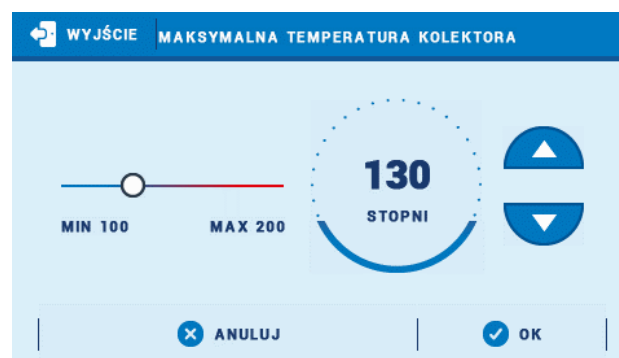 WYJŚCIE MAKSYMALNA TEMPERATURA KOLEKTORA
130
STOPNI
MIN 100 MAX 200
ANULUJ OK